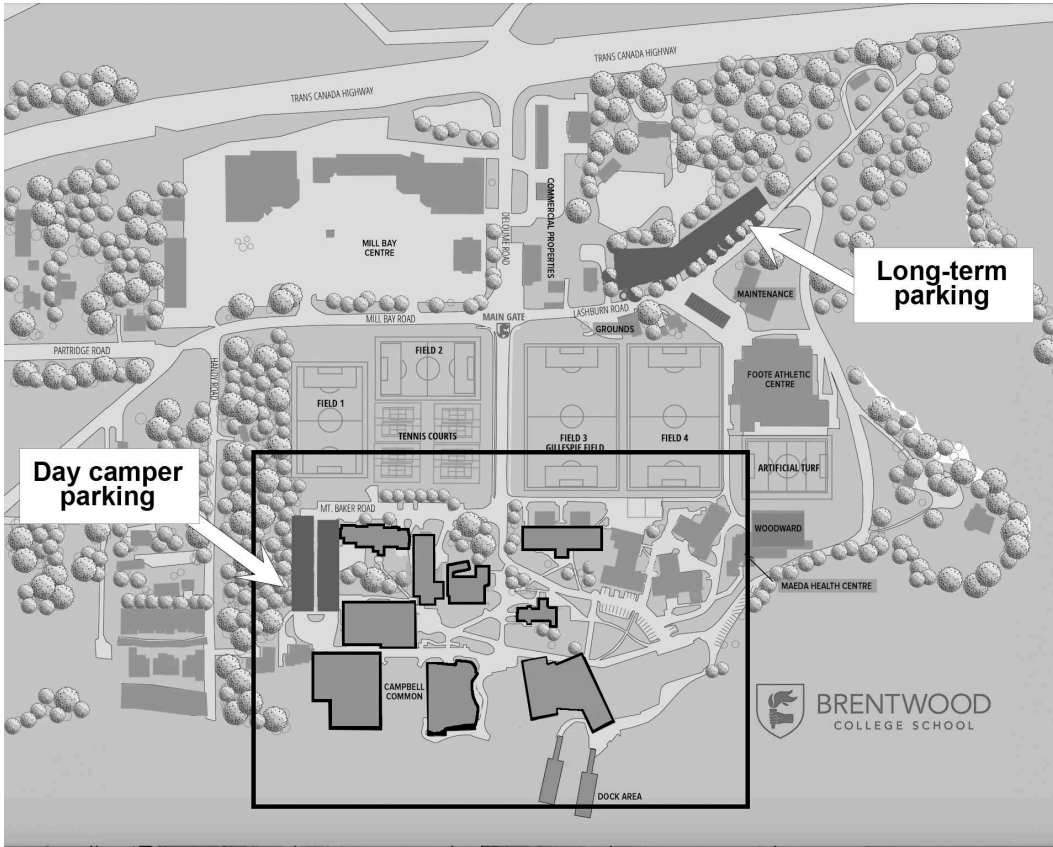 TRANS CANADA HIGHWAY
TRANS CANADA HIGHWAY
COMMERCIAL PROPERTIES
DELOUME ROAD
MILL BAY
CENTRE
Long-term
parking
MAINTENANCE
LASHBURN ROAD
MAIN GATE
MILL BAY ROAD
GROUNDS
PARTRIDGE ROAD
HANDY ROAD
FIELD 2
FIELD 1
FOOTE ATHLETIC
CENTRE
TENNIS COURTS
FIELD 3
GILLESPIE FIELD
FIELD 4
ARTIFICIAL TURF
Day camper
parking
MT. BAKER ROAD
WOODWARD
MAEDA HEALTH CENTRE
CAMPBELL
COMMON
BRENTWOOD
COLLEGE SCHOOL
DOCK AREA